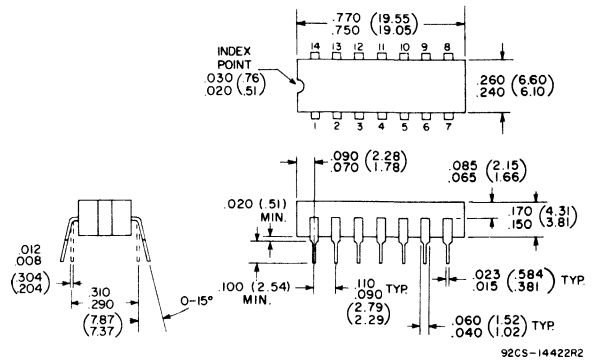 .770 (19.55)
.750 (19.05)
INDEX
POINT
.030 (.76)
.020 (.51)
14 13 12 11 10 9 8
1 2 3 4 5 6 7
.260 (6.60)
.240 (6.10)
.090 (2.28)
.070 (1.78)
.085 (2.15)
.065 (1.66)
.020 (.51)
MIN.
.170 (4.31)
.150 (3.81)
.012
.008
(.304)
(.204)
.310
.290
(7.87)
(7.37)
0-15°
.100 (2.54)
MIN.
.110
.090 TYP.
(2.79)
(2.29)
.023 (.584)
.015 (.381) TYP.
.060 (1.52)
.040 (1.02) TYP.
92CS-14422R2